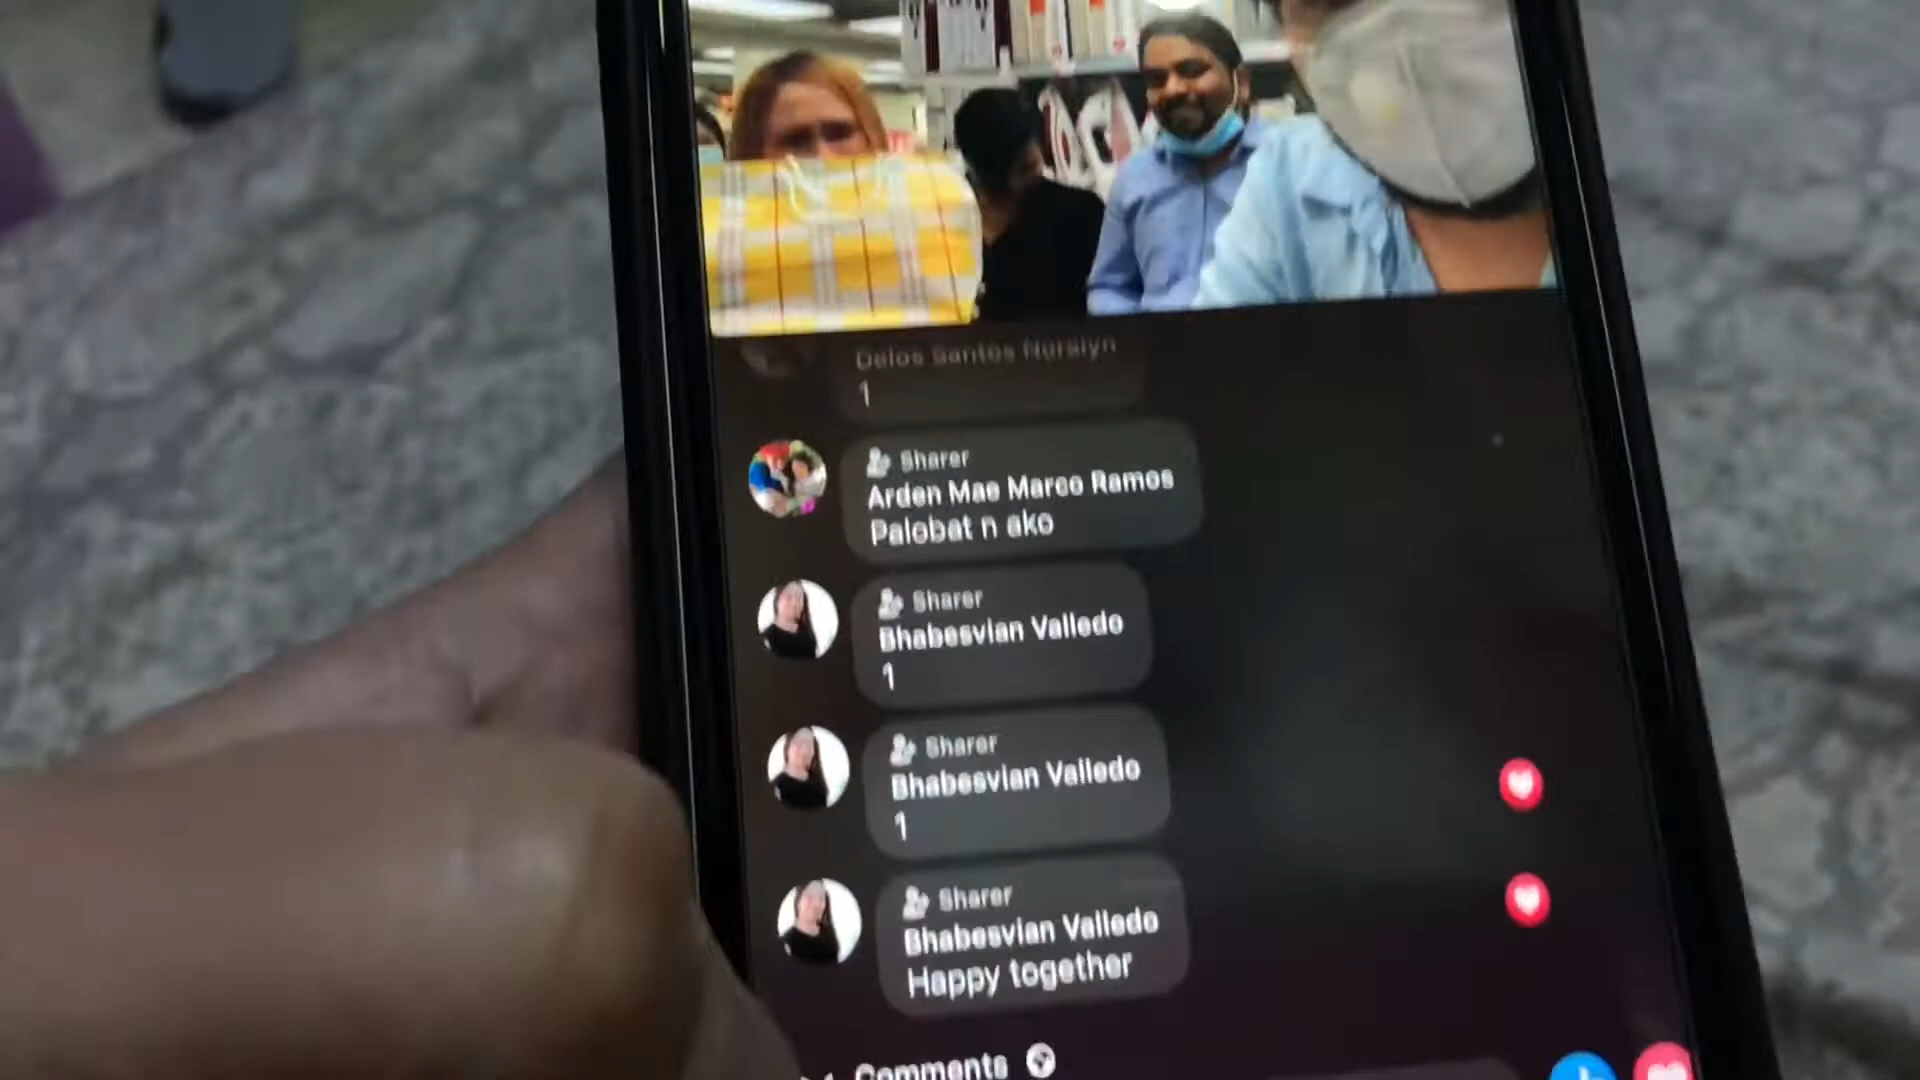 Delos Santos Nuralyn
1
Sharer
Arden Mae Marco Ramos
Palobat n ako
Sharer
Bhabesvian Valledo
1
Sharer
Bhabesvian Valledo
1
Sharer
Bhabesvian Valledo
Happy together
Comments